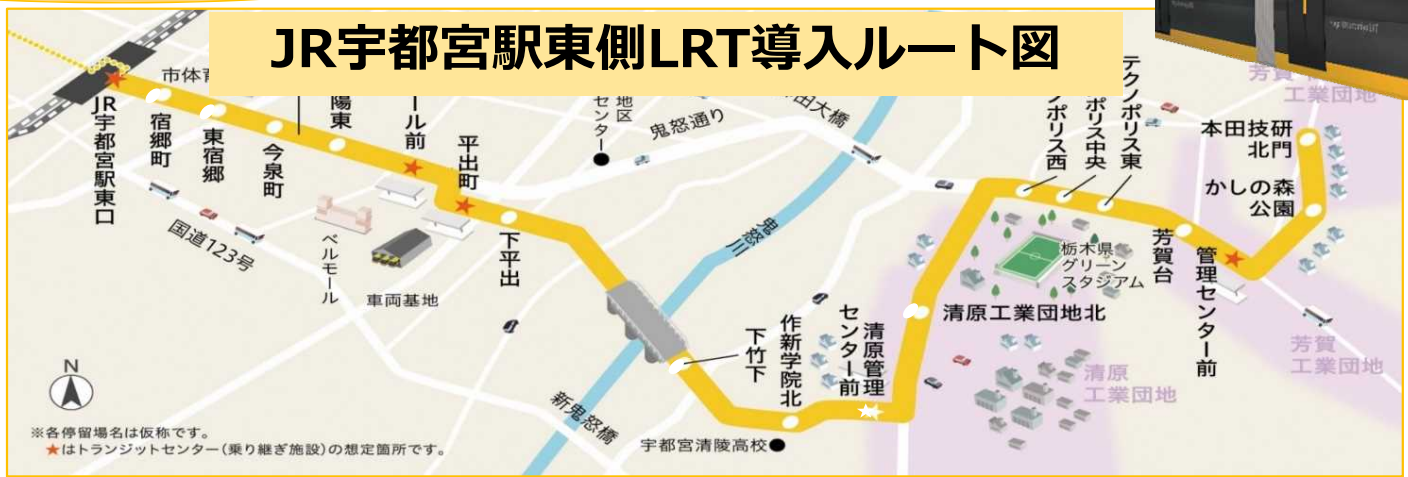 JR宇都宮駅東側LRT導入ルート図
JR宇都宮駅東口
宿郷町
東宿郷
今泉町
陽東
ール前
平出町
下平出
市体育
地区
センター
鬼怒通り
田大橋
国道123号
ベルモール
車両基地
鬼怒川
新鬼怒橋
下竹下
作新学院北
清原管理
センター前
宇都宮清陵高校
清原工業団地北
ノポリス西
ポリス中央
テクノポリス東
栃木県
グリーン
スタジアム
芳賀台
管理センター前
かしの森
公園
本田技研
北門
芳賀
工業団地
芳賀
工業団地
清原
工業団地
N
※各停留場名は仮称です。
★はトランジットセンター(乗り継ぎ施設)の想定箇所です。